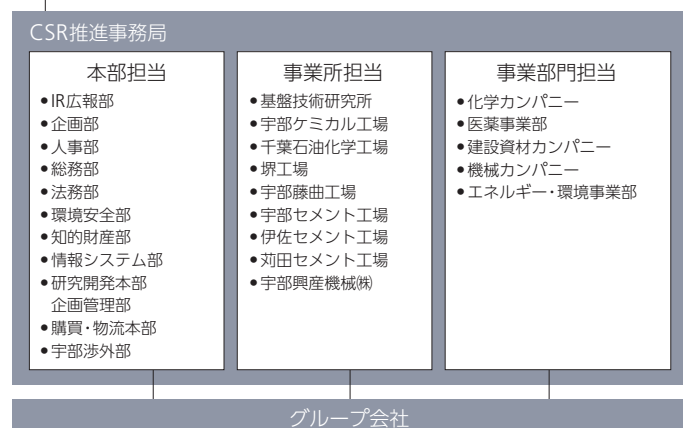 CSR推進事務局
本部担当
●IR広報部
●企画部
●人事部
●総務部
●法務部
●環境安全部
●知的財産部
●情報システム部
●研究開発本部
企画管理部
●購買・物流本部
●宇部渉外部
事業所担当
●基盤技術研究所
●宇部ケミカル工場
●千葉石油化学工場
●堺工場
●宇部藤曲工場
●宇部セメント工場
●伊佐セメント工場
●苅田セメント工場
●宇部興産機械㈱
事業部門担当
●化学カンパニー
●医薬事業部
●建設資材カンパニー
●機械カンパニー
●エネルギー・環境事業部
グループ会社